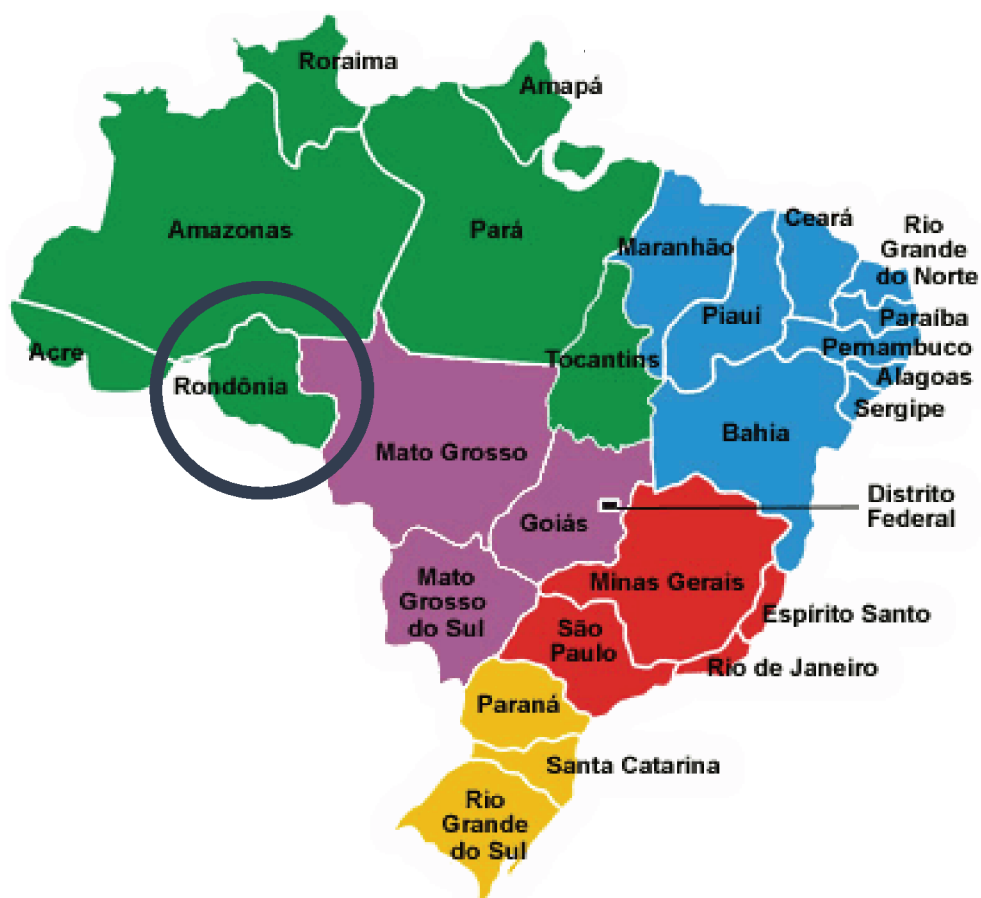 Roraima
Amapá
Amazonas
Pará
Maranhão
Ceará
Rio
Grande
do Norte
Piauí
Paraíba
Pernambuco
Acre
Tocantins
Alagoas
Rondônia
Sergipe
Bahia
Mato Grosso
Distrito
Federal
Goiás
Mato
Grosso
do Sul
Minas Gerais
Espírito Santo
São
Paulo
Rio de Janeiro
Paraná
Santa Catarina
Rio
Grande
do Sul